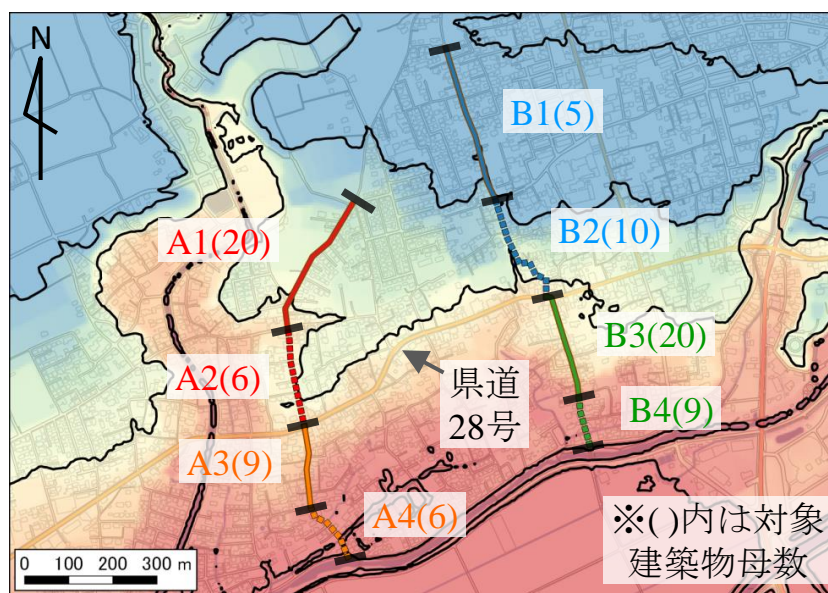 N
B1(5)
A1(20)
B2(10)
B3(20)
A2(6)
県道
28号
B4(9)
A3(9)
A4(6)
※( )内は対象
建築物母数
0 100 200 300 m